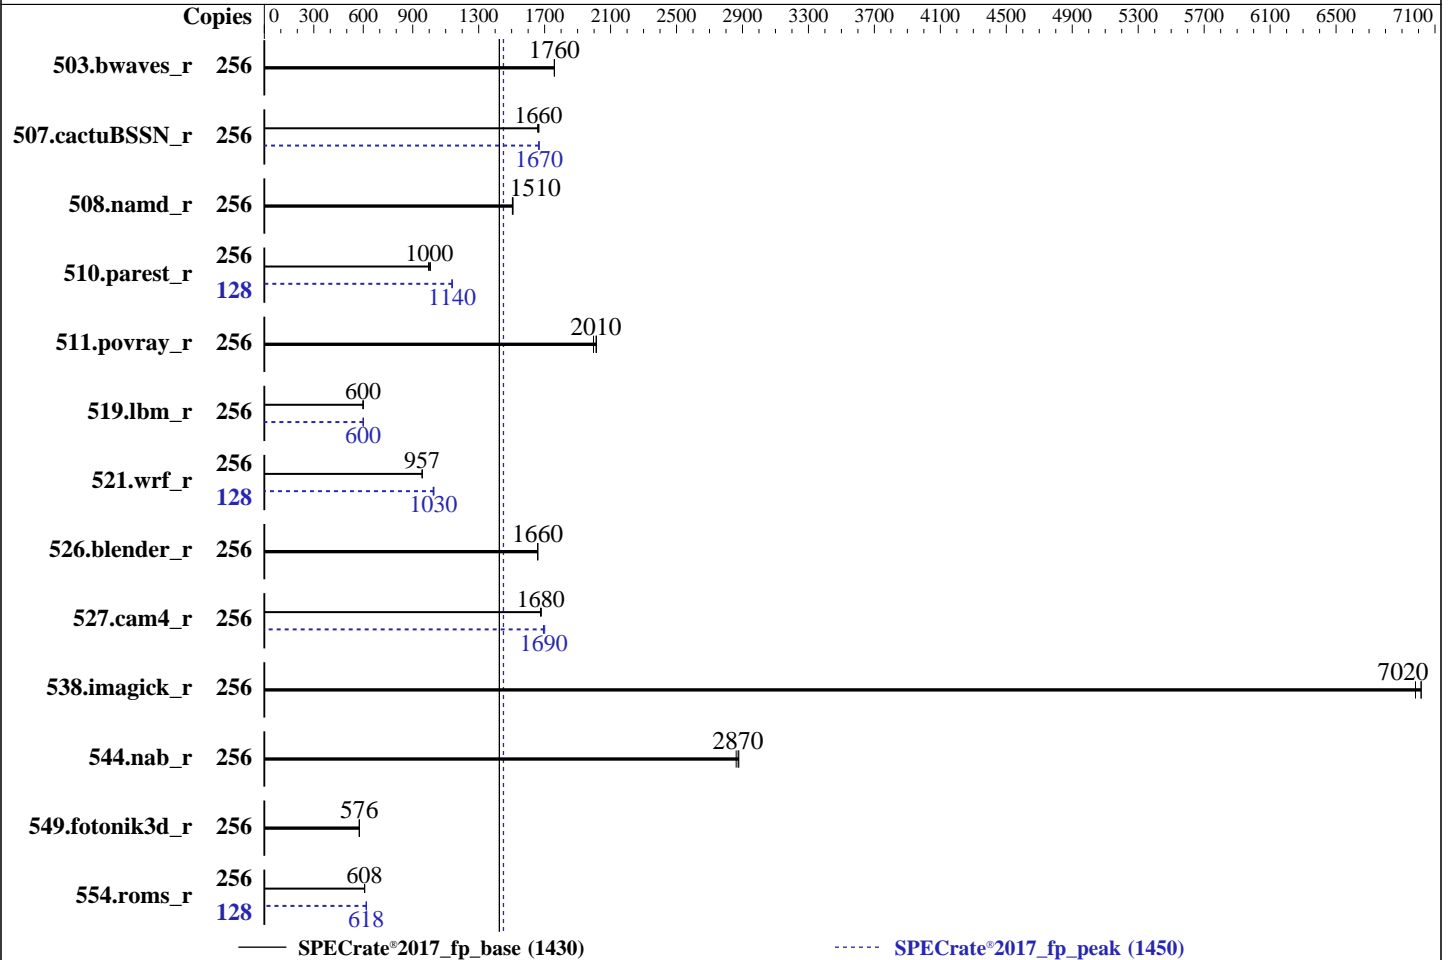 Copies 0 300 600 900 1300 1700 2100 2500 2900 3300 3700 4100 4500 4900 5300 5700 6100 6500 7100
1760
503.bwaves_r 256
1660
507.cactuBSSN_r 256
1670
1510
508.namd_r 256
256 1000
510.parest_r
128 1140
2010
511.povray_r 256
600
519.lbm_r 256
600
256 957
521.wrf_r
128 1030
1660
526.blender_r 256
1680
527.cam4_r 256
1690
7020
538.imagick_r 256
2870
544.nab_r 256
576
549.fotonik3d_r 256
256 608
554.roms_r
128 618
SPECrate®2017_fp_base (1430) SPECrate®2017_fp_peak (1450)